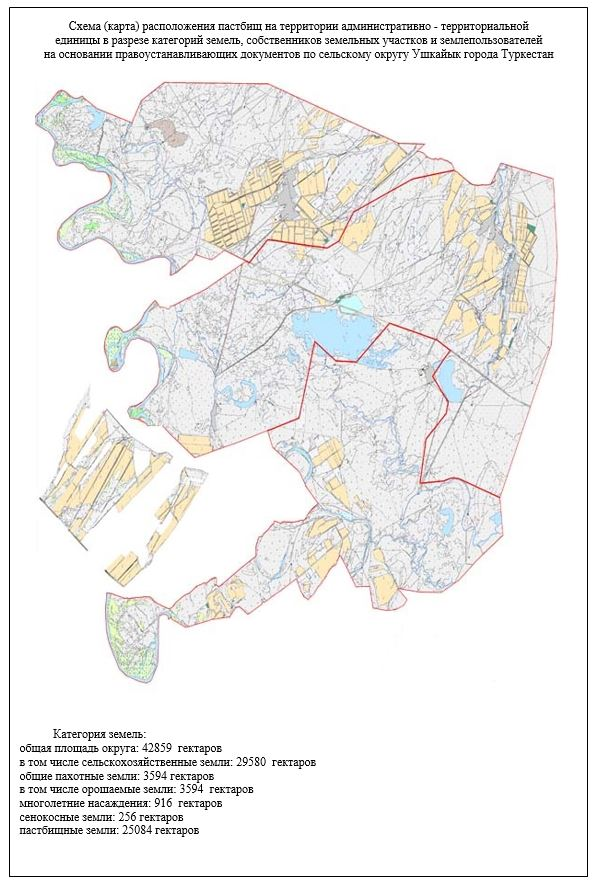 Схема (карта) расположения пастбищ на территории административно - территориальной
единицы в разрезе категорий земель, собственников земельных участков и землепользователей
на основании правоустанавливающих документов по сельскому округу Ушкайык города Туркестан
Категория земель:
общая площадь округа: 42859 гектаров
в том числе сельскохозяйственные земли: 29580 гектаров
общие пахотные земли: 3594 гектаров
в том числе орошаемые земли: 3594 гектаров
многолетние насаждения: 916 гектаров
сенокосные земли: 256 гектаров
пастбищные земли: 25084 гектаров